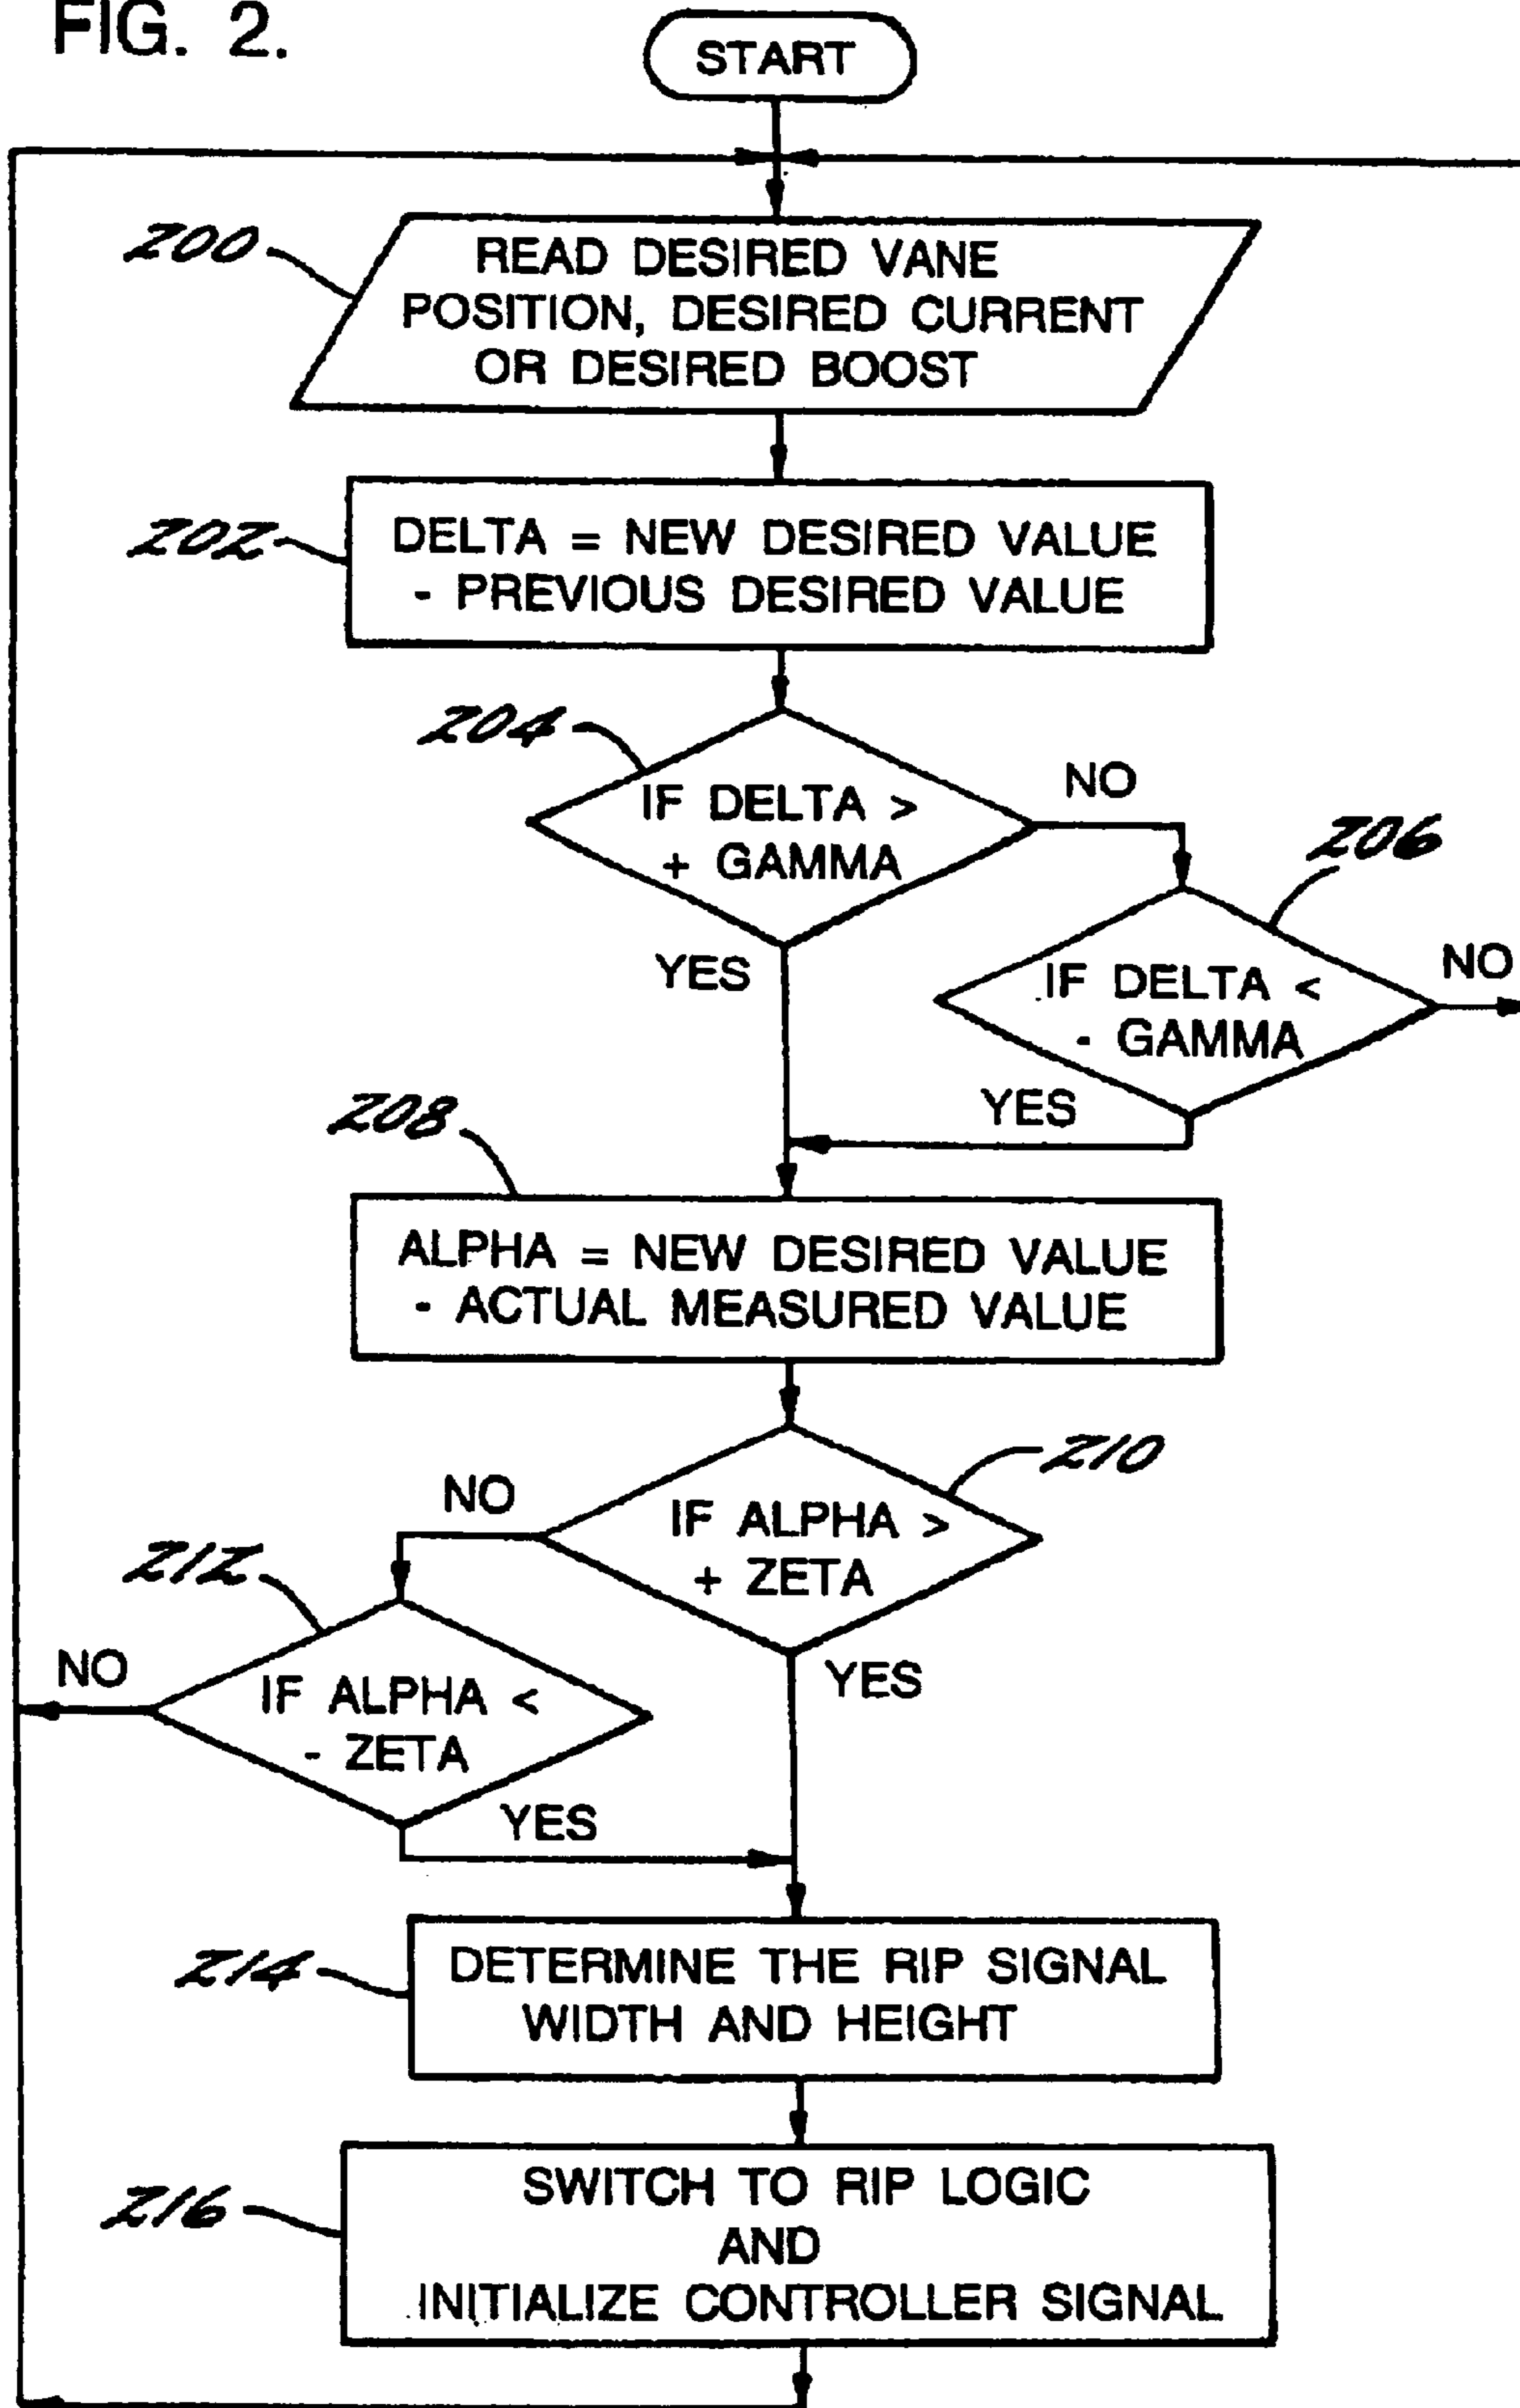 FIG. 2.
START
200
READ DESIRED VANE
POSITION, DESIRED CURRENT
OR DESIRED BOOST
202
DELTA = NEW DESIRED VALUE
- PREVIOUS DESIRED VALUE
204
IF DELTA >
+ GAMMA
NO
206
YES
IF DELTA <
- GAMMA
NO
YES
208
ALPHA = NEW DESIRED VALUE
- ACTUAL MEASURED VALUE
210
NO
IF ALPHA >
+ ZETA
212
NO
YES
IF ALPHA <
- ZETA
YES
214
DETERMINE THE RIP SIGNAL
WIDTH AND HEIGHT
216
SWITCH TO RIP LOGIC
AND
INITIALIZE CONTROLLER SIGNAL